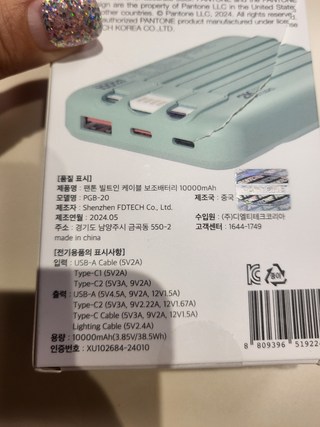 sign are the property of Pantone LLC in the United States
other countries. © Pantone LLC, 2024. All rights reserve
authorized) PANTONE product manufactured under lice
ECH KOREA CO., LTD.
[품질 표시]
제품명 : 팬톤 빌트인 케이블 보조배터리 10000mAh
모델명 : PGB-20
제조국 : 중국
제조자 : Shenzhen FDTECH Co., Ltd.
제조연월 : 2024.05
수입원 : (주)디엘티테크코리아
주소 : 경기도 남양주시 금곡동 550-2
고객센터 : 1644-1749
made in china
[전기용품의 표시사항]
입력 : USB-A Cable (5V2A)
Type-C1 (5V2A)
Type-C2 (5V3A, 9V2A)
출력 : USB-A (5V4.5A, 9V2A, 12V1.5A)
Type-C2 (5V3A, 9V2.22A, 12V1.67A)
Type-C Cable (5V3A, 9V2A, 12V1.5A)
Lighting Cable (5V2.4A)
용량 : 10000mAh(3.85V/38.5Wh)
인증번호 : XU102684-24010
8 809396 51922